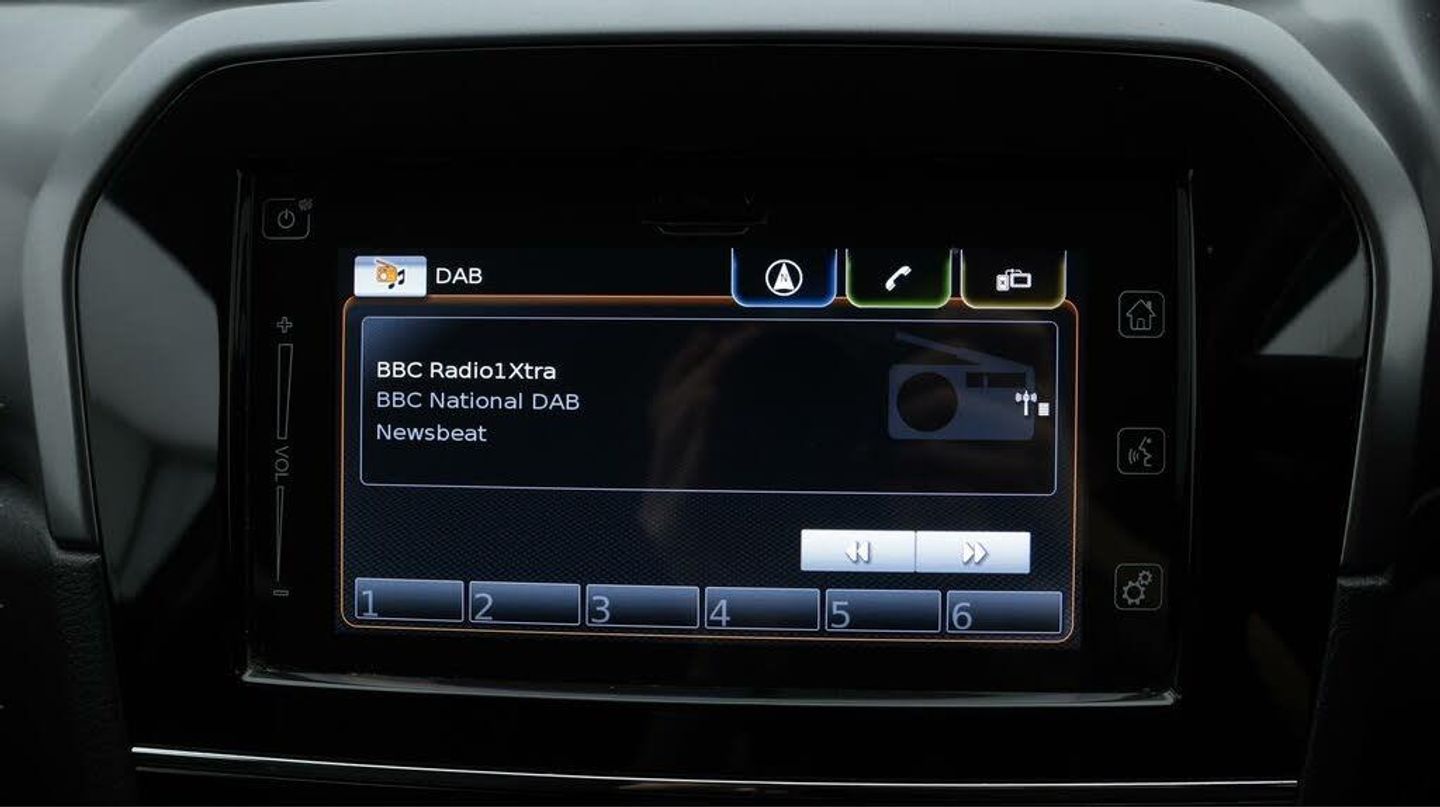 DAB
BBC Radio1Xtra
BBC National DAB
Newsbeat
VOL
1 2 3 4 5 6